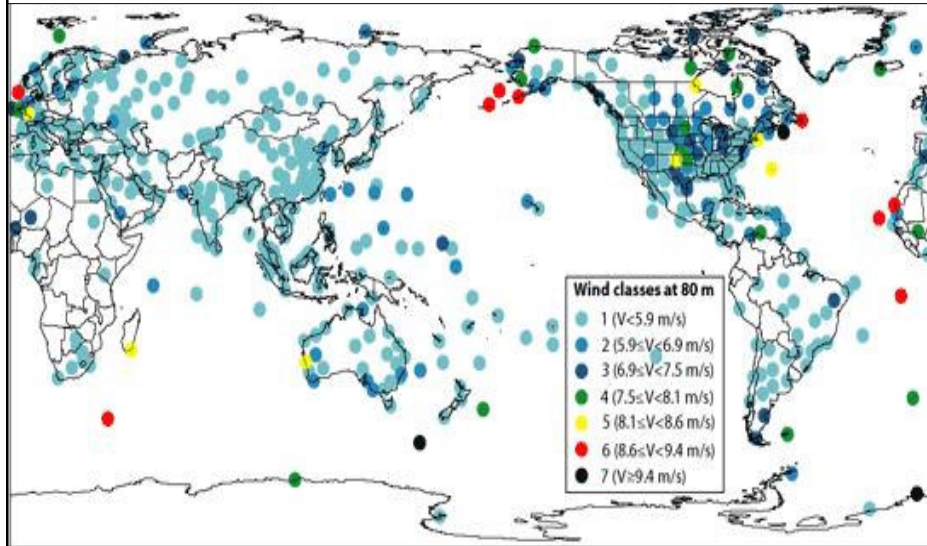 Wind classes at 80 m
1 (V<5.9 m/s)
2 (5.9≤V<6.9 m/s)
3 (6.9≤V<7.5 m/s)
4 (7.5≤V<8.1 m/s)
5 (8.1≤V<8.6 m/s)
6 (8.6≤V<9.4 m/s)
7 (V≥9.4 m/s)